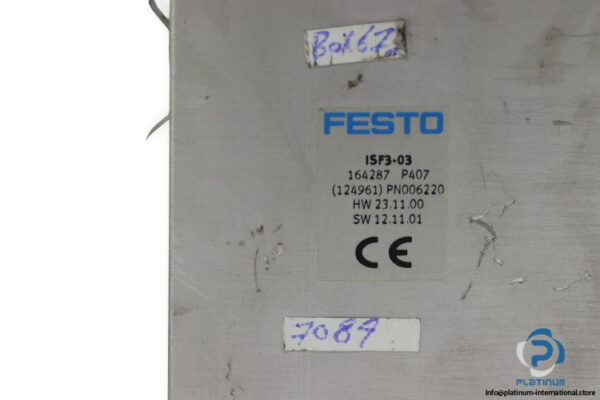 Box67
FESTO
ISF3-03
164287 P407
(124961) PN006220
HW 23.11.00
SW 12.11.01
CE
7089
PLATINUM
Info@platinum-international.store